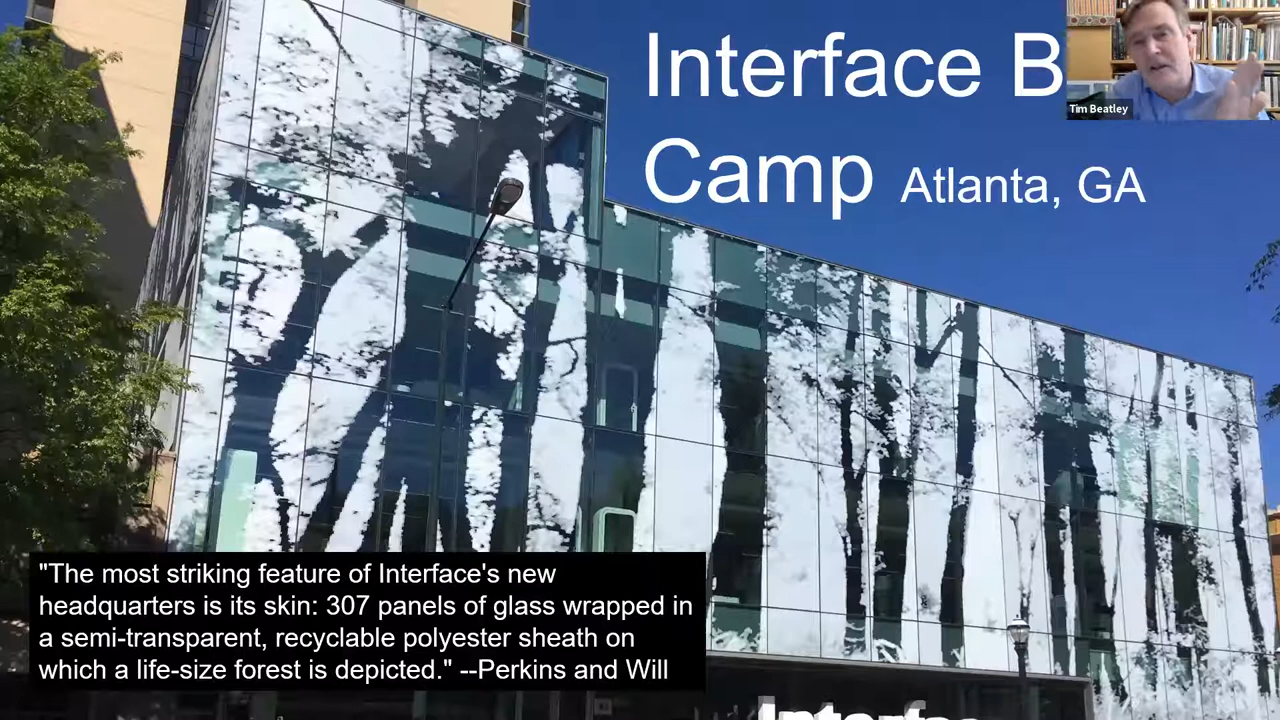 Interface B
Camp Atlanta, GA
Tim Beatley
"The most striking feature of Interface's new
headquarters is its skin: 307 panels of glass wrapped in
a semi-transparent, recyclable polyester sheath on
which a life-size forest is depicted." --Perkins and Will